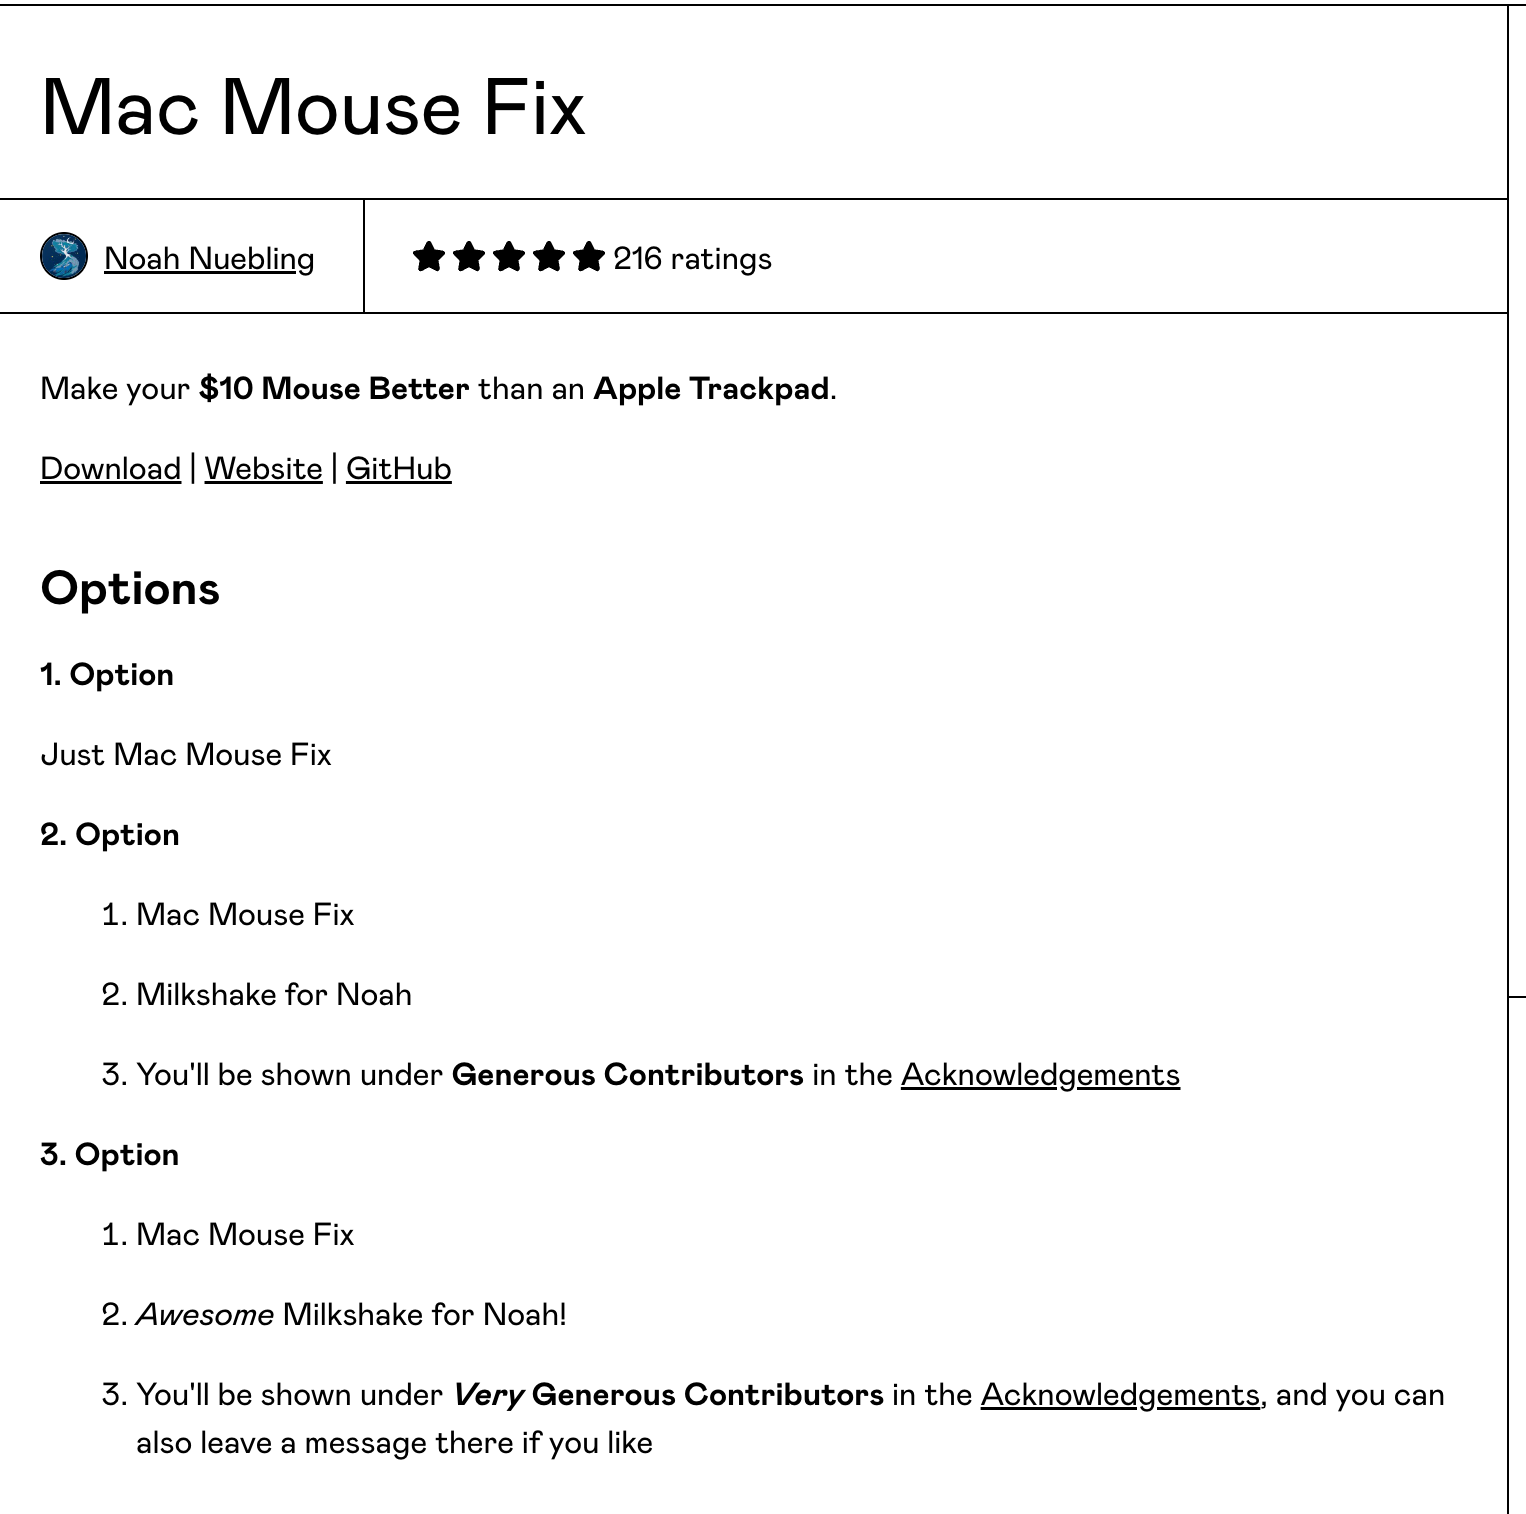 Mac Mouse Fix
Noah Nuebling
216 ratings
Make your $10 Mouse Better than an Apple Trackpad.
Download | Website | GitHub
Options
1. Option
Just Mac Mouse Fix
2. Option
1. Mac Mouse Fix
2. Milkshake for Noah
3. You'll be shown under Generous Contributors in the Acknowledgements
3. Option
1. Mac Mouse Fix
2. Awesome Milkshake for Noah!
3. You'll be shown under Very Generous Contributors in the Acknowledgements, and you can
also leave a message there if you like